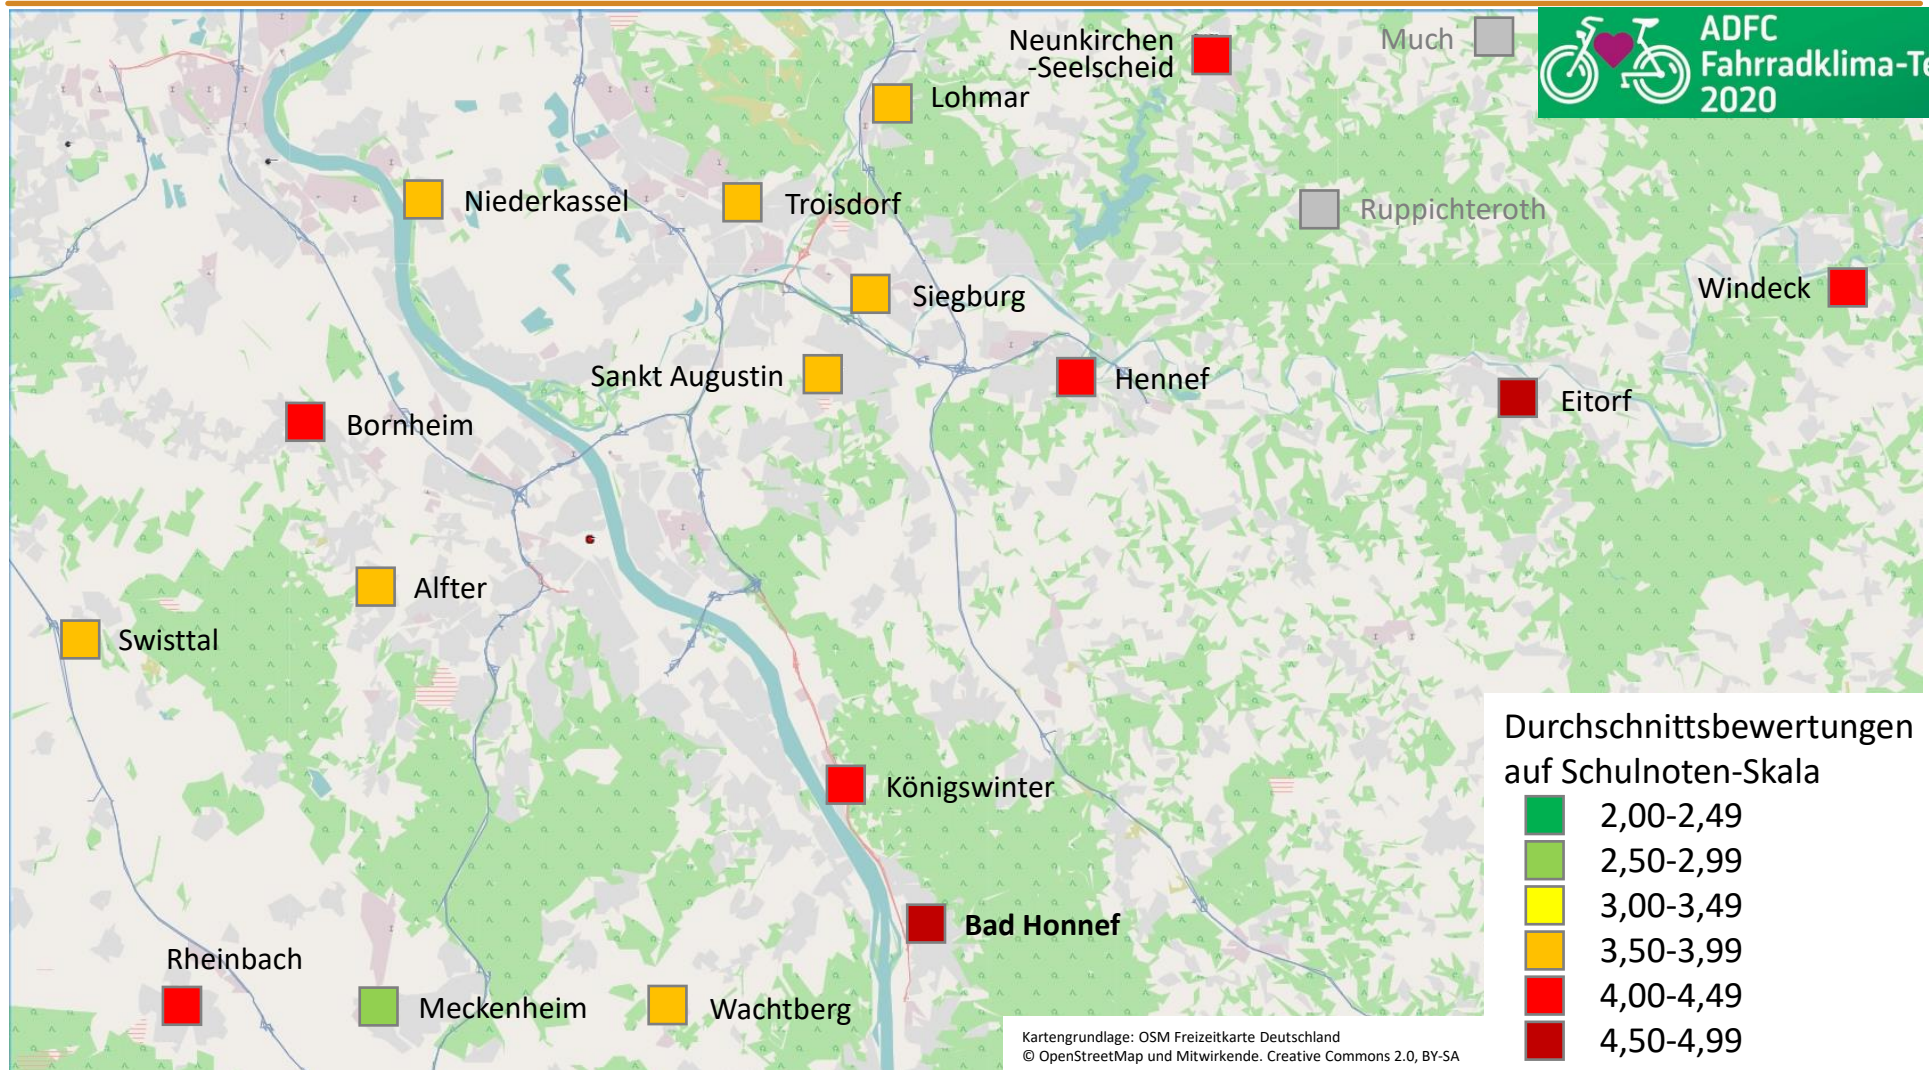 Neunkirchen
-Seelscheid
Much
ADFC
Fahrradklima-Te
2020
Lohmar
Niederkassel
Troisdorf
Ruppichteroth
Siegburg
Windeck
Sankt Augustin
Hennef
Eitorf
Bornheim
Alfter
Swisttal
Durchschnittsbewertungen
auf Schulnoten-Skala
2,00-2,49
2,50-2,99
3,00-3,49
3,50-3,99
4,00-4,49
4,50-4,99
Königswinter
Bad Honnef
Rheinbach
Meckenheim
Wachtberg
Kartengrundlage: OSM Freizeitkarte Deutschland
© OpenStreetMap und Mitwirkende. Creative Commons 2.0, BY-SA